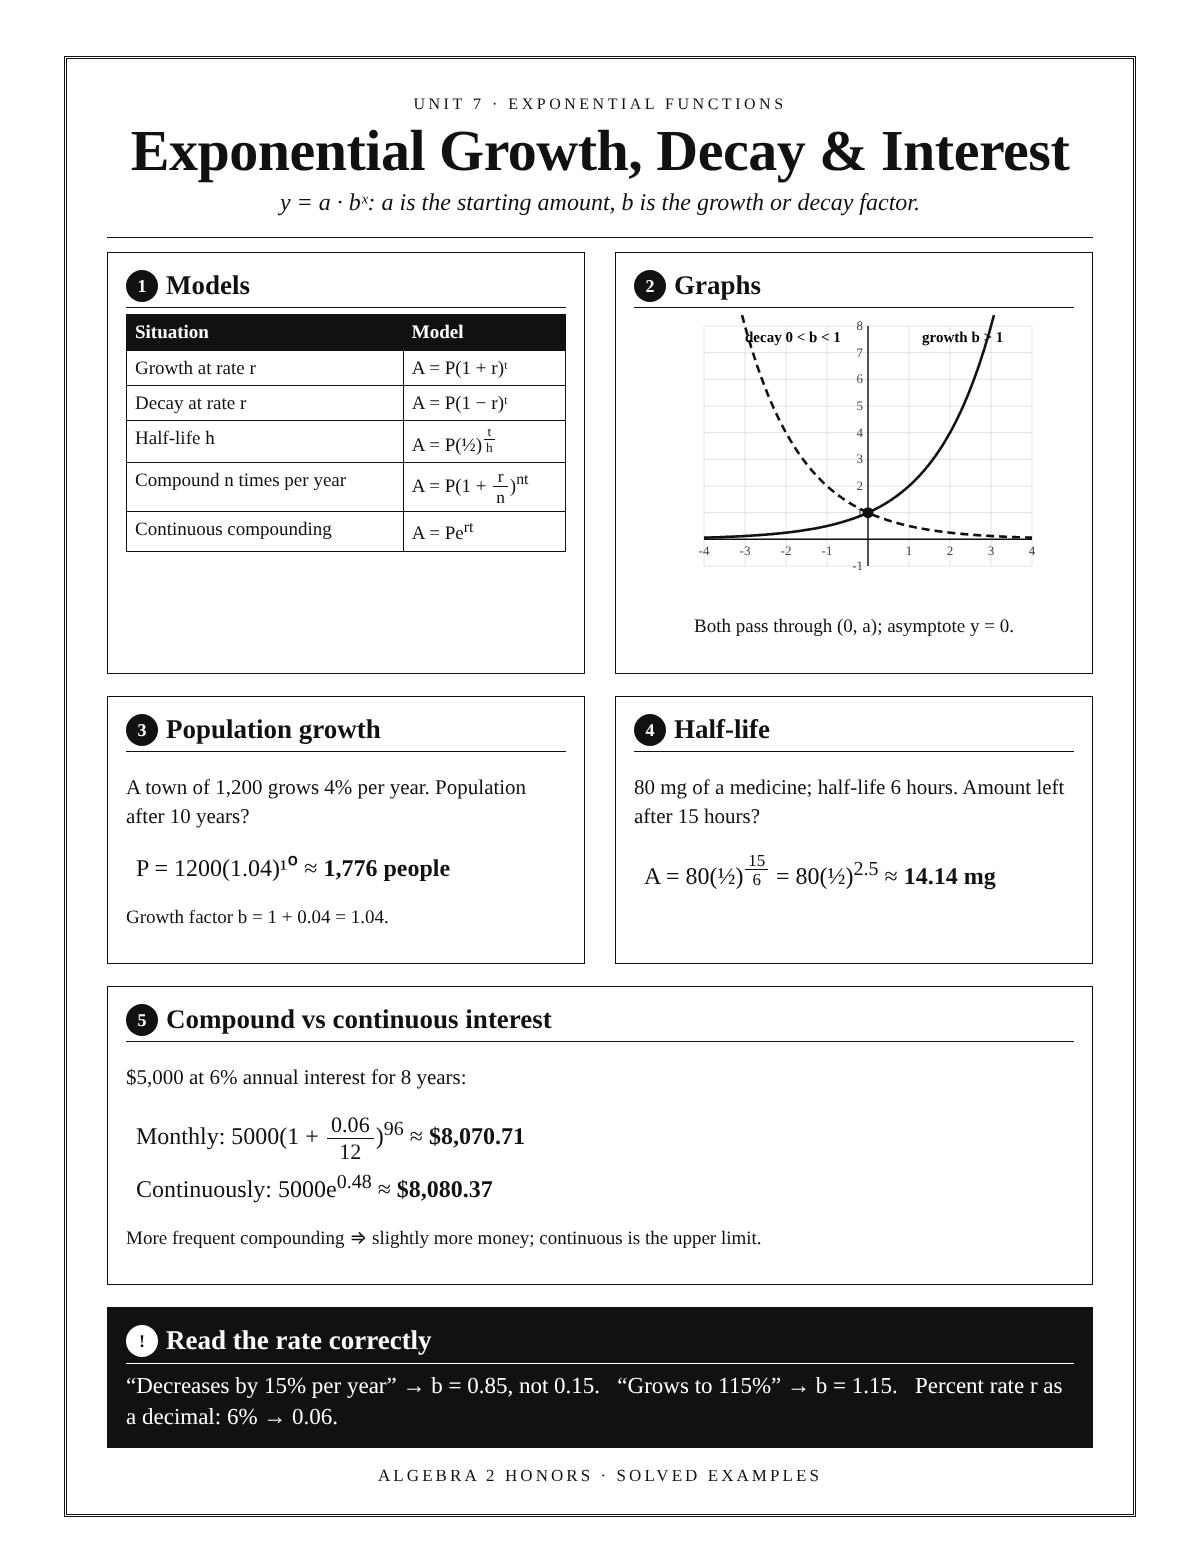 UNIT 7 · EXPONENTIAL FUNCTIONS
Exponential Growth, Decay & Interest
y = a · bˣ: a is the starting amount, b is the growth or decay factor.
1 Models
Situation Model
Growth at rate r A = P(1 + r)ᵗ
Decay at rate r A = P(1 − r)ᵗ
Half-life h A = P(½)^(t/h)
Compound n times per year A = P(1 + r/n)^nt
Continuous compounding A = Pe^rt
2 Graphs
decay 0 < b < 1
growth b > 1
8
7
6
5
4
3
2
1
-4 -3 -2 -1 1 2 3 4
-1
Both pass through (0, a); asymptote y = 0.
3 Population growth
A town of 1,200 grows 4% per year. Population
after 10 years?
P = 1200(1.04)¹⁰ ≈ 1,776 people
Growth factor b = 1 + 0.04 = 1.04.
4 Half-life
80 mg of a medicine; half-life 6 hours. Amount left
after 15 hours?
A = 80(½)^(15/6) = 80(½)^2.5 ≈ 14.14 mg
5 Compound vs continuous interest
$5,000 at 6% annual interest for 8 years:
Monthly: 5000(1 + 0.06/12)^96 ≈ $8,070.71
Continuously: 5000e^0.48 ≈ $8,080.37
More frequent compounding ⇒ slightly more money; continuous is the upper limit.
! Read the rate correctly
“Decreases by 15% per year” → b = 0.85, not 0.15. “Grows to 115%” → b = 1.15. Percent rate r as
a decimal: 6% → 0.06.
ALGEBRA 2 HONORS · SOLVED EXAMPLES